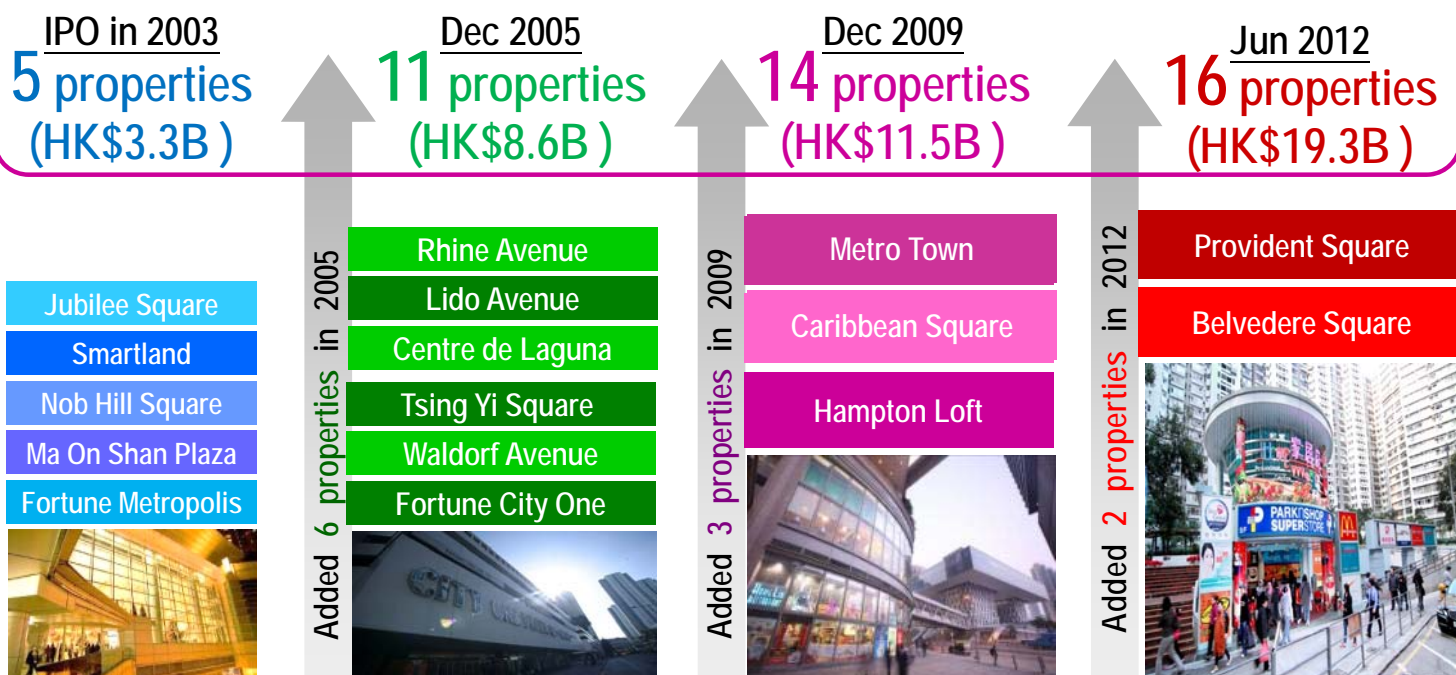 IPO in 2003
5 properties
(HK$3.3B )
Dec 2005
11 properties
(HK$8.6B )
Dec 2009
14 properties
(HK$11.5B )
Jun 2012
16 properties
(HK$19.3B )
Jubilee Square
Smartland
Nob Hill Square
Ma On Shan Plaza
Fortune Metropolis
Added 6 properties in 2005
Rhine Avenue
Lido Avenue
Centre de Laguna
Tsing Yi Square
Waldorf Avenue
Fortune City One
Added 3 properties in 2009
Metro Town
Caribbean Square
Hampton Loft
Added 2 properties in 2012
Provident Square
Belvedere Square
PARKNSHOP
SUPERSTORE